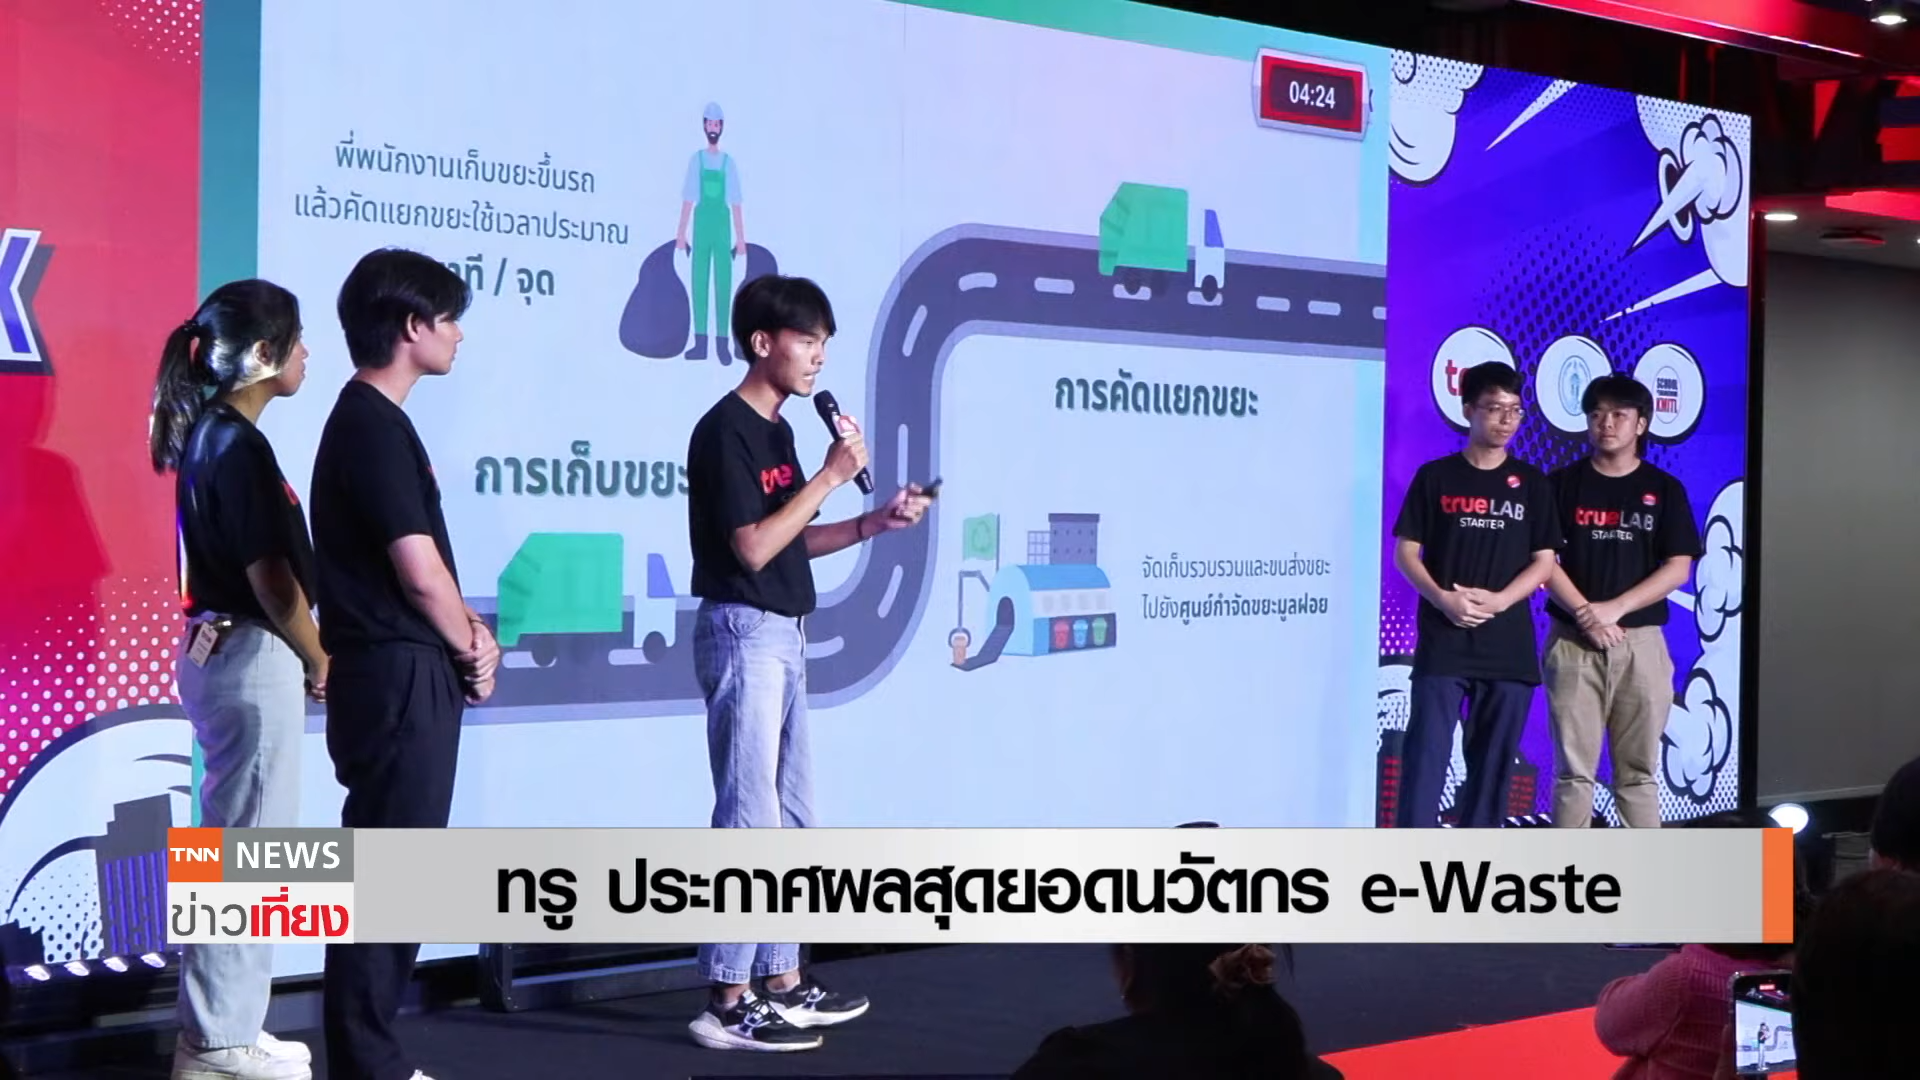 04:24
พี่พนักงานเก็บขยะขึ้นรถ
แล้วคัดแยกขยะใช้เวลาประมาณ
/ จุด
การเก็บขยะ
การคัดแยกขยะ
จัดเก็บรวบรวมและขนส่งขยะ
ไปยังศูนย์กำจัดขยะมูลฝอย
true
SCHOOL
KMITL
true
trueLAB
STARTER
trueLAB
STARTER
TNN NEWS
ข่าวเที่ยง
ทรู ประกาศผลสุดยอดนวัตกร e-Waste